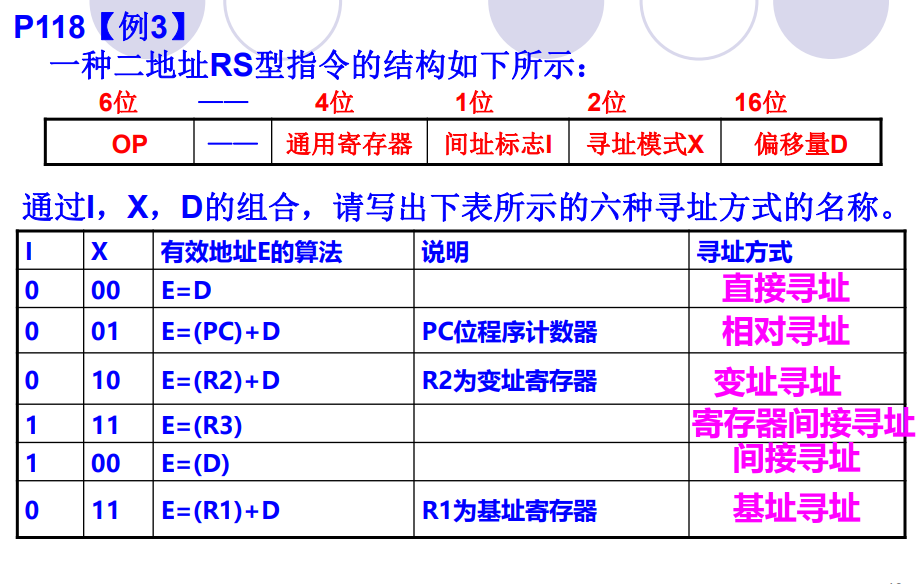 P118【例3】
一种二地址RS型指令的结构如下所示：
6位 —— 4位 1位 2位 16位
OP —— 通用寄存器 间址标志I 寻址模式X 偏移量D
通过I，X，D的组合，请写出下表所示的六种寻址方式的名称。
I X 有效地址E的算法 说明 寻址方式
0 00 E=D 直接寻址
0 01 E=(PC)+D PC位程序计数器 相对寻址
0 10 E=(R2)+D R2为变址寄存器 变址寻址
1 11 E=(R3) 寄存器间接寻址
1 00 E=(D) 间接寻址
0 11 E=(R1)+D R1为基址寄存器 基址寻址